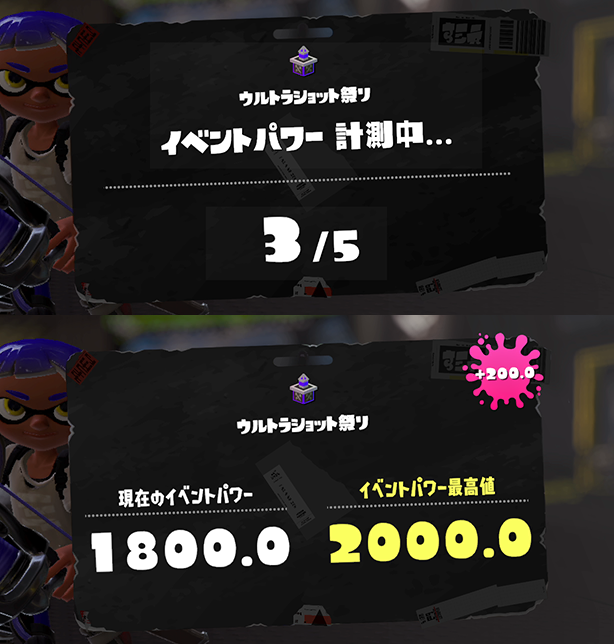 ウルトラショット祭り
イベントパワー 計測中...
3/5
+200.0
ウルトラショット祭り
現在のイベントパワー
1800.0
イベントパワー最高値
2000.0